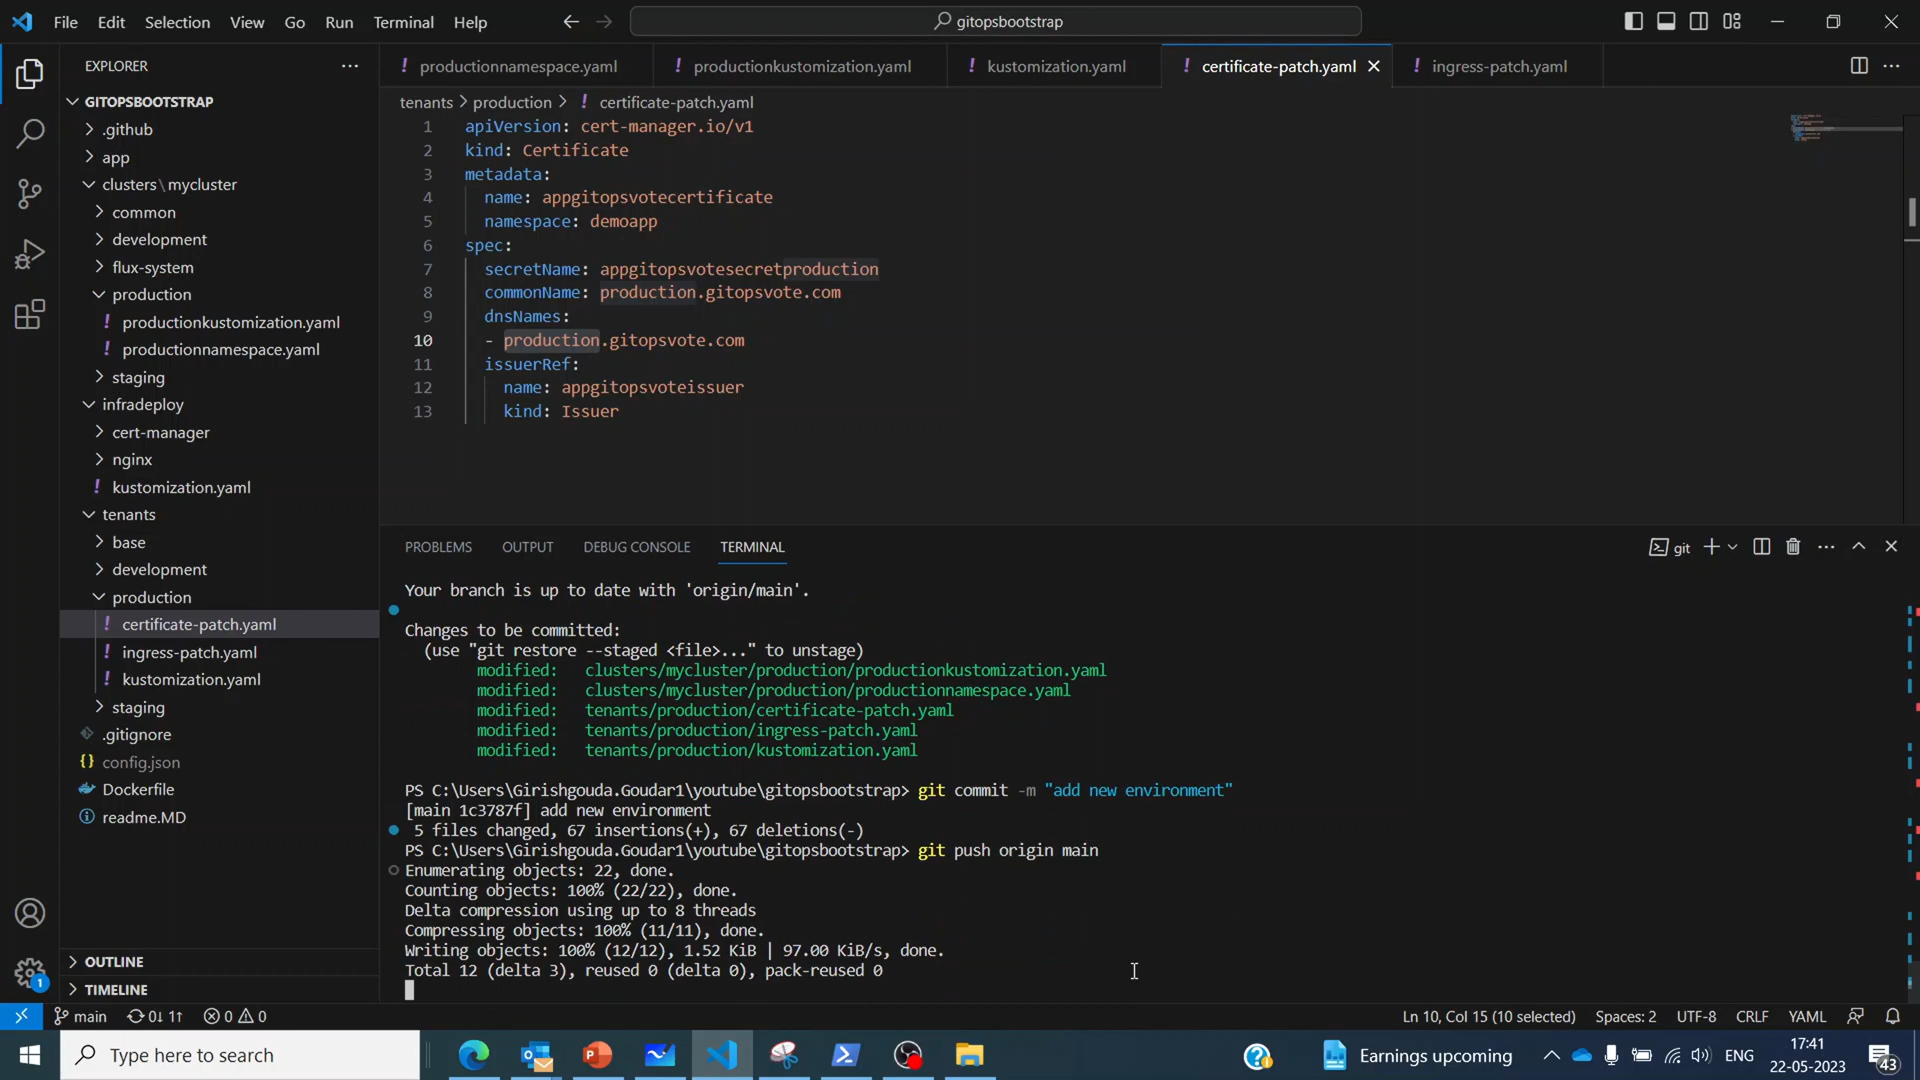 File Edit Selection View Go Run Terminal Help
gitopsbootstrap
EXPLORER
productionnamespace.yaml
productionkustomization.yaml
kustomization.yaml
certificate-patch.yaml
ingress-patch.yaml
GITOPSBOOTSTRAP
.github
app
clusters\mycluster
common
development
flux-system
production
productionkustomization.yaml
productionnamespace.yaml
staging
infradeploy
cert-manager
nginx
kustomization.yaml
tenants
base
development
production
certificate-patch.yaml
ingress-patch.yaml
kustomization.yaml
staging
.gitignore
config.json
Dockerfile
readme.MD
OUTLINE
TIMELINE
tenants > production > certificate-patch.yaml
1 apiVersion: cert-manager.io/v1
2 kind: Certificate
3 metadata:
4 name: appgitopsvotecertificate
5 namespace: demoapp
6 spec:
7 secretName: appgitopsvotesecretproduction
8 commonName: production.gitopsvote.com
9 dnsNames:
10 - production.gitopsvote.com
11 issuerRef:
12 name: appgitopsvoteissuer
13 kind: Issuer
PROBLEMS OUTPUT DEBUG CONSOLE TERMINAL
git
Your branch is up to date with 'origin/main'.
Changes to be committed:
(use "git restore --staged <file>..." to unstage)
modified: clusters/mycluster/production/productionkustomization.yaml
modified: clusters/mycluster/production/productionnamespace.yaml
modified: tenants/production/certificate-patch.yaml
modified: tenants/production/ingress-patch.yaml
modified: tenants/production/kustomization.yaml
PS C:\Users\Girishgouda.Goudar1\youtube\gitopsbootstrap> git commit -m "add new environment"
[main 1c3787f] add new environment
5 files changed, 67 insertions(+), 67 deletions(-)
PS C:\Users\Girishgouda.Goudar1\youtube\gitopsbootstrap> git push origin main
Enumerating objects: 22, done.
Counting objects: 100% (22/22), done.
Delta compression using up to 8 threads
Compressing objects: 100% (11/11), done.
Writing objects: 100% (12/12), 1.52 KiB | 97.00 KiB/s, done.
Total 12 (delta 3), reused 0 (delta 0), pack-reused 0
1
main 0↓ 1↑ 0 0
Ln 10, Col 15 (10 selected) Spaces: 2 UTF-8 CRLF YAML
Type here to search
Earnings upcoming
ENG
17:41
22-05-2023
43